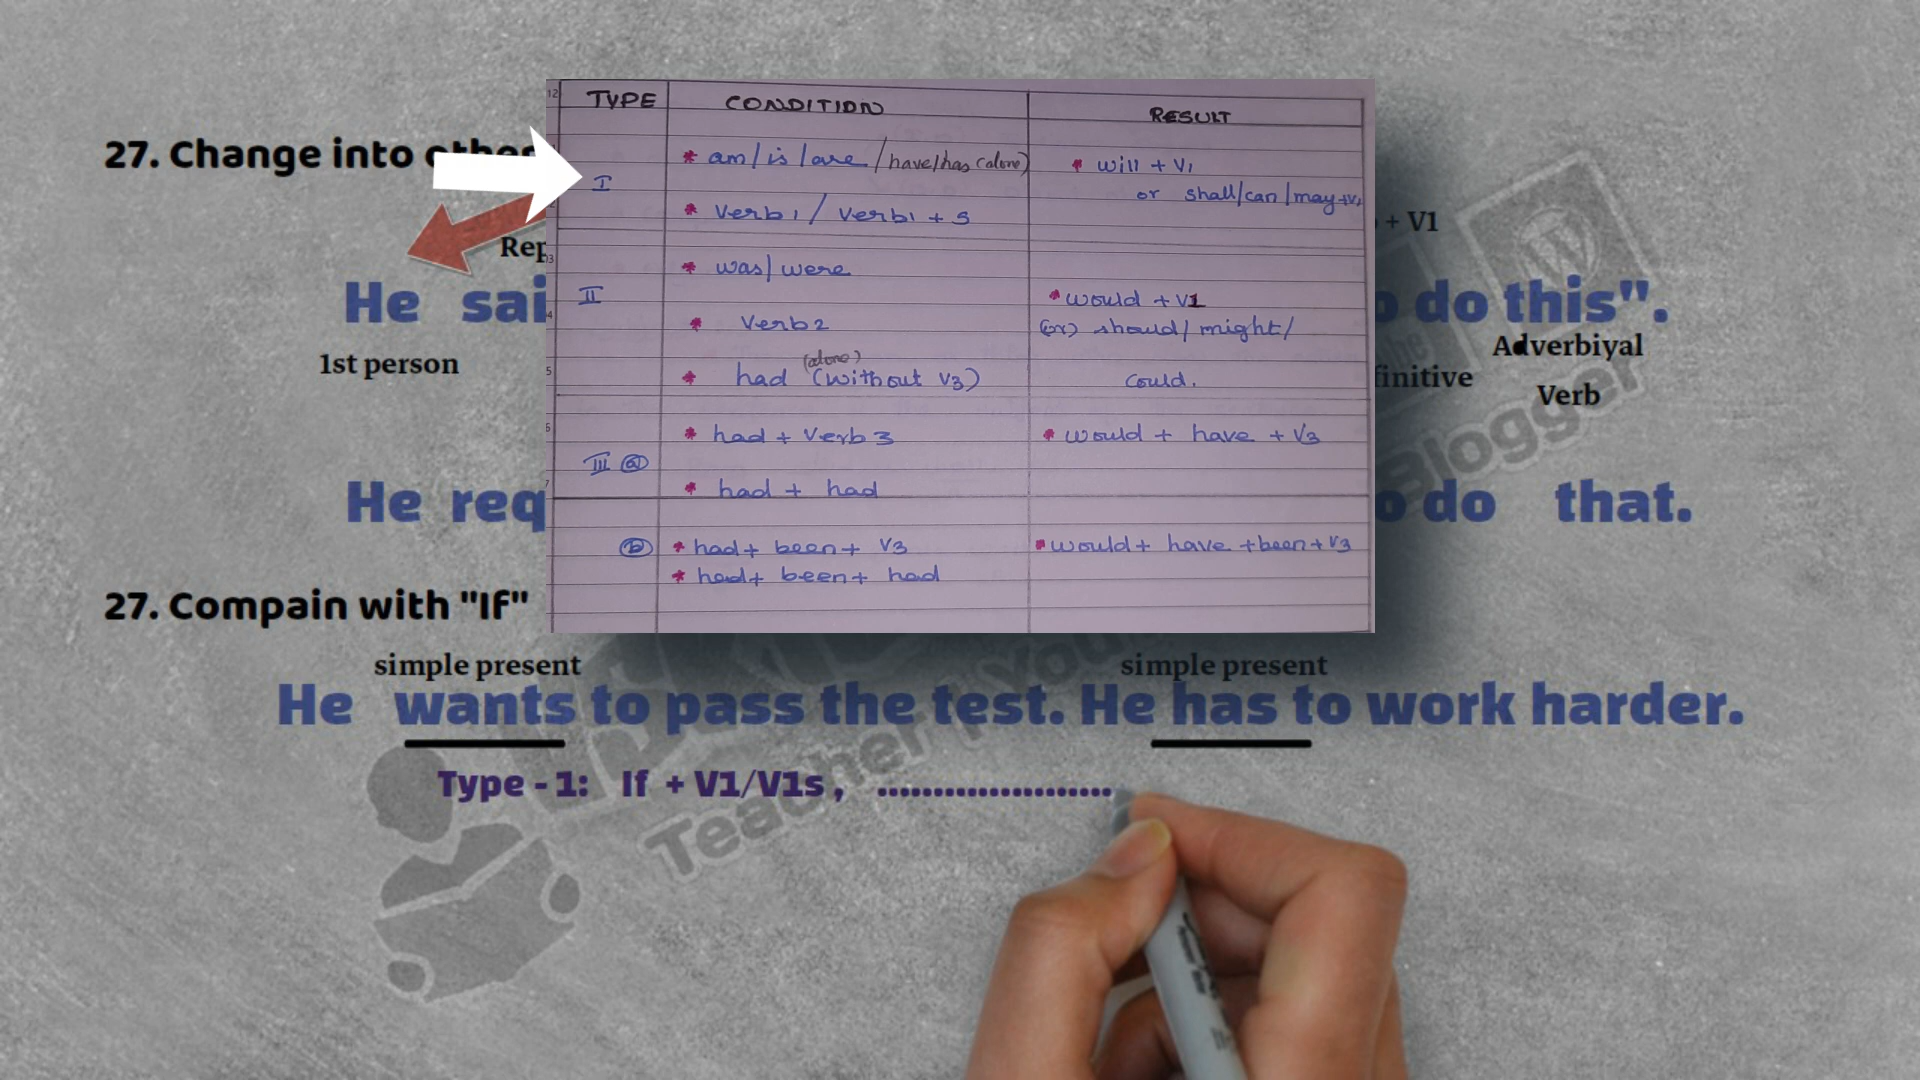 27. Change into othe
TYPE CONDITION RESULT
I * am/is/are/have/has (alone) * will + V1
or shall/can/may+V1
* verb1/ verb1 + s
* was/were
II * would + V1
* verb2 (or) should/might/
(alone)
* had (without V3) could.
* had + verb3 * would + have + V3
III (a)
* had + had
(b) * had + been + V3 * would + have + been + V3
* had + been + had
+ V1
Rep
He sai do this".
1st person finitive Adverbiyal
Verb
He req o do that.
27. Compain with "If"
simple present simple present
He wants to pass the test. He has to work harder.
Type - 1: If + V1/V1s , .....................
Teacher You
Blogger